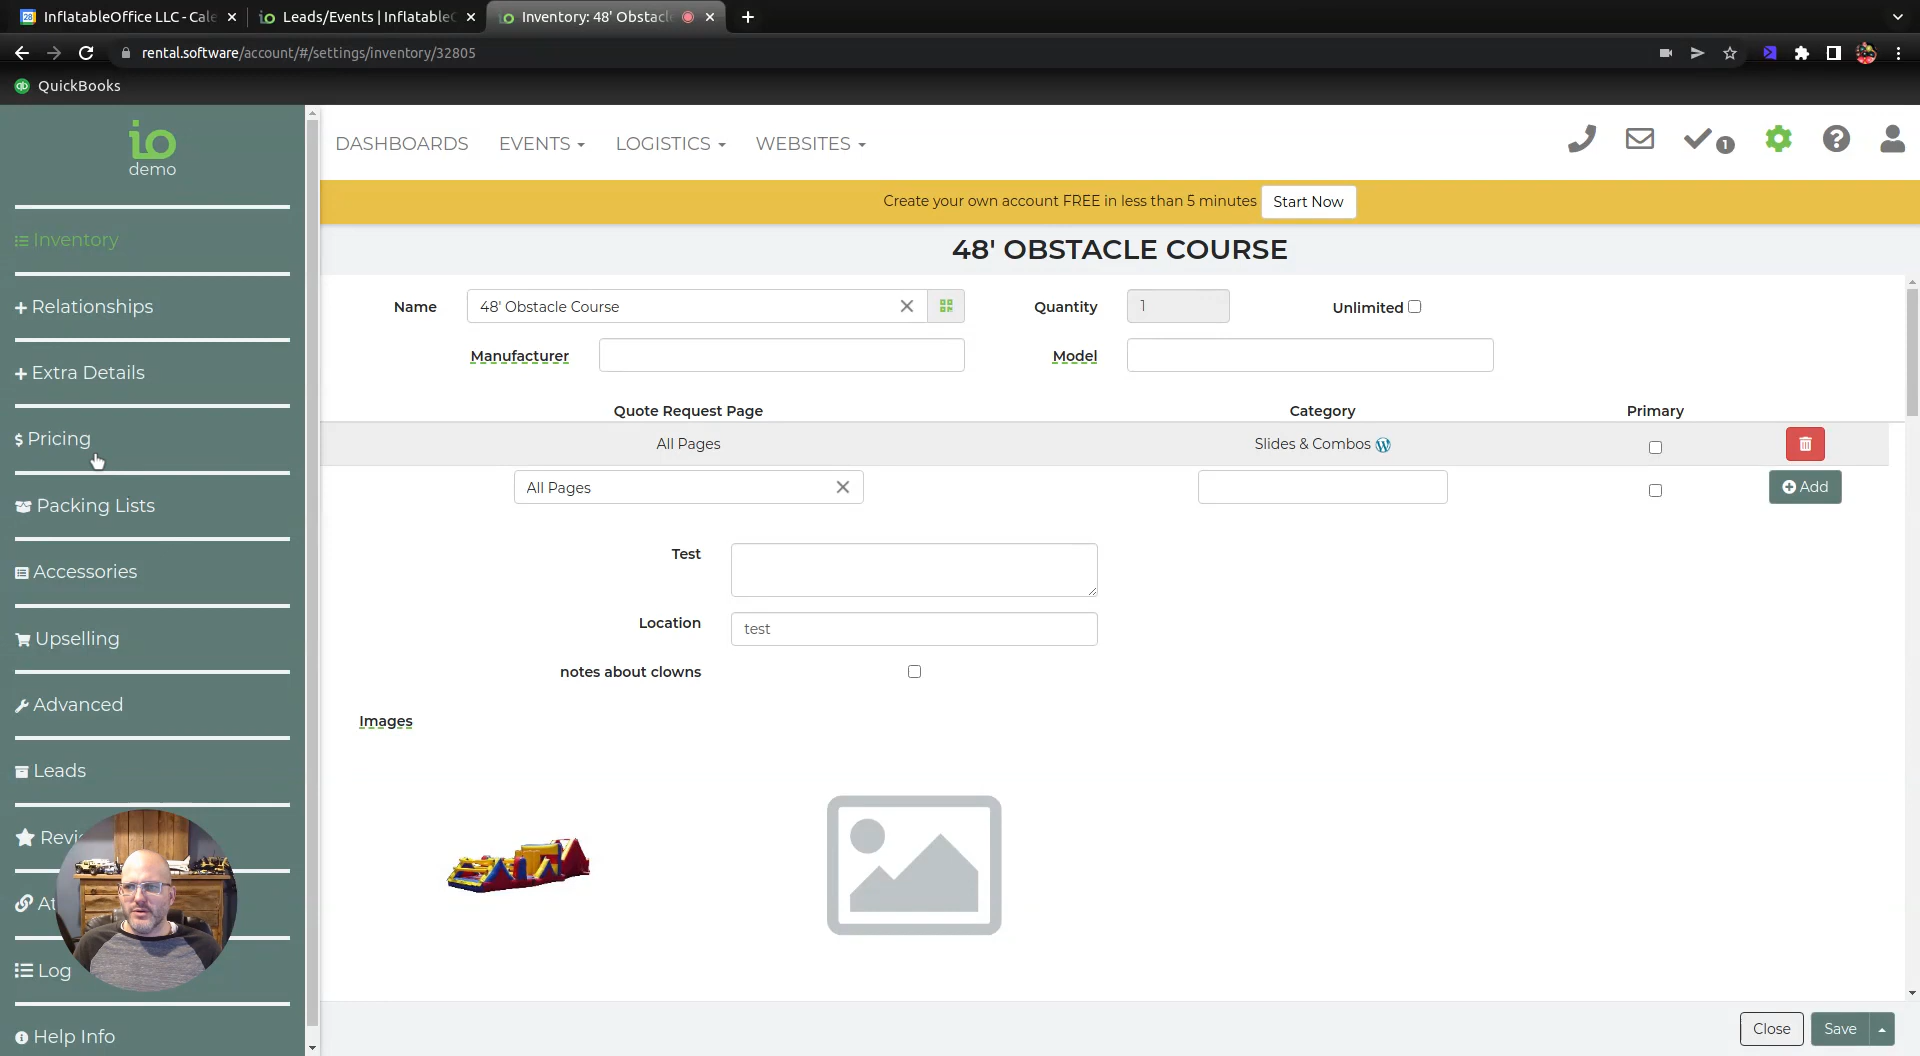 InflatableOffice LLC - Cale
Leads/Events | InflatableO
Inventory: 48' Obstacl
rental.software/account/#/settings/inventory/32805
QuickBooks
io
demo
Inventory
Relationships
Extra Details
$ Pricing
Packing Lists
Accessories
Upselling
Advanced
Leads
Log
Help Info
DASHBOARDS EVENTS LOGISTICS WEBSITES
1
Create your own account FREE in less than 5 minutes Start Now
48' OBSTACLE COURSE
Name 48' Obstacle Course Quantity 1 Unlimited
Manufacturer Model
Quote Request Page Category Primary
All Pages Slides & Combos
All Pages Add
Test
Location test
notes about clowns
Images
Close Save